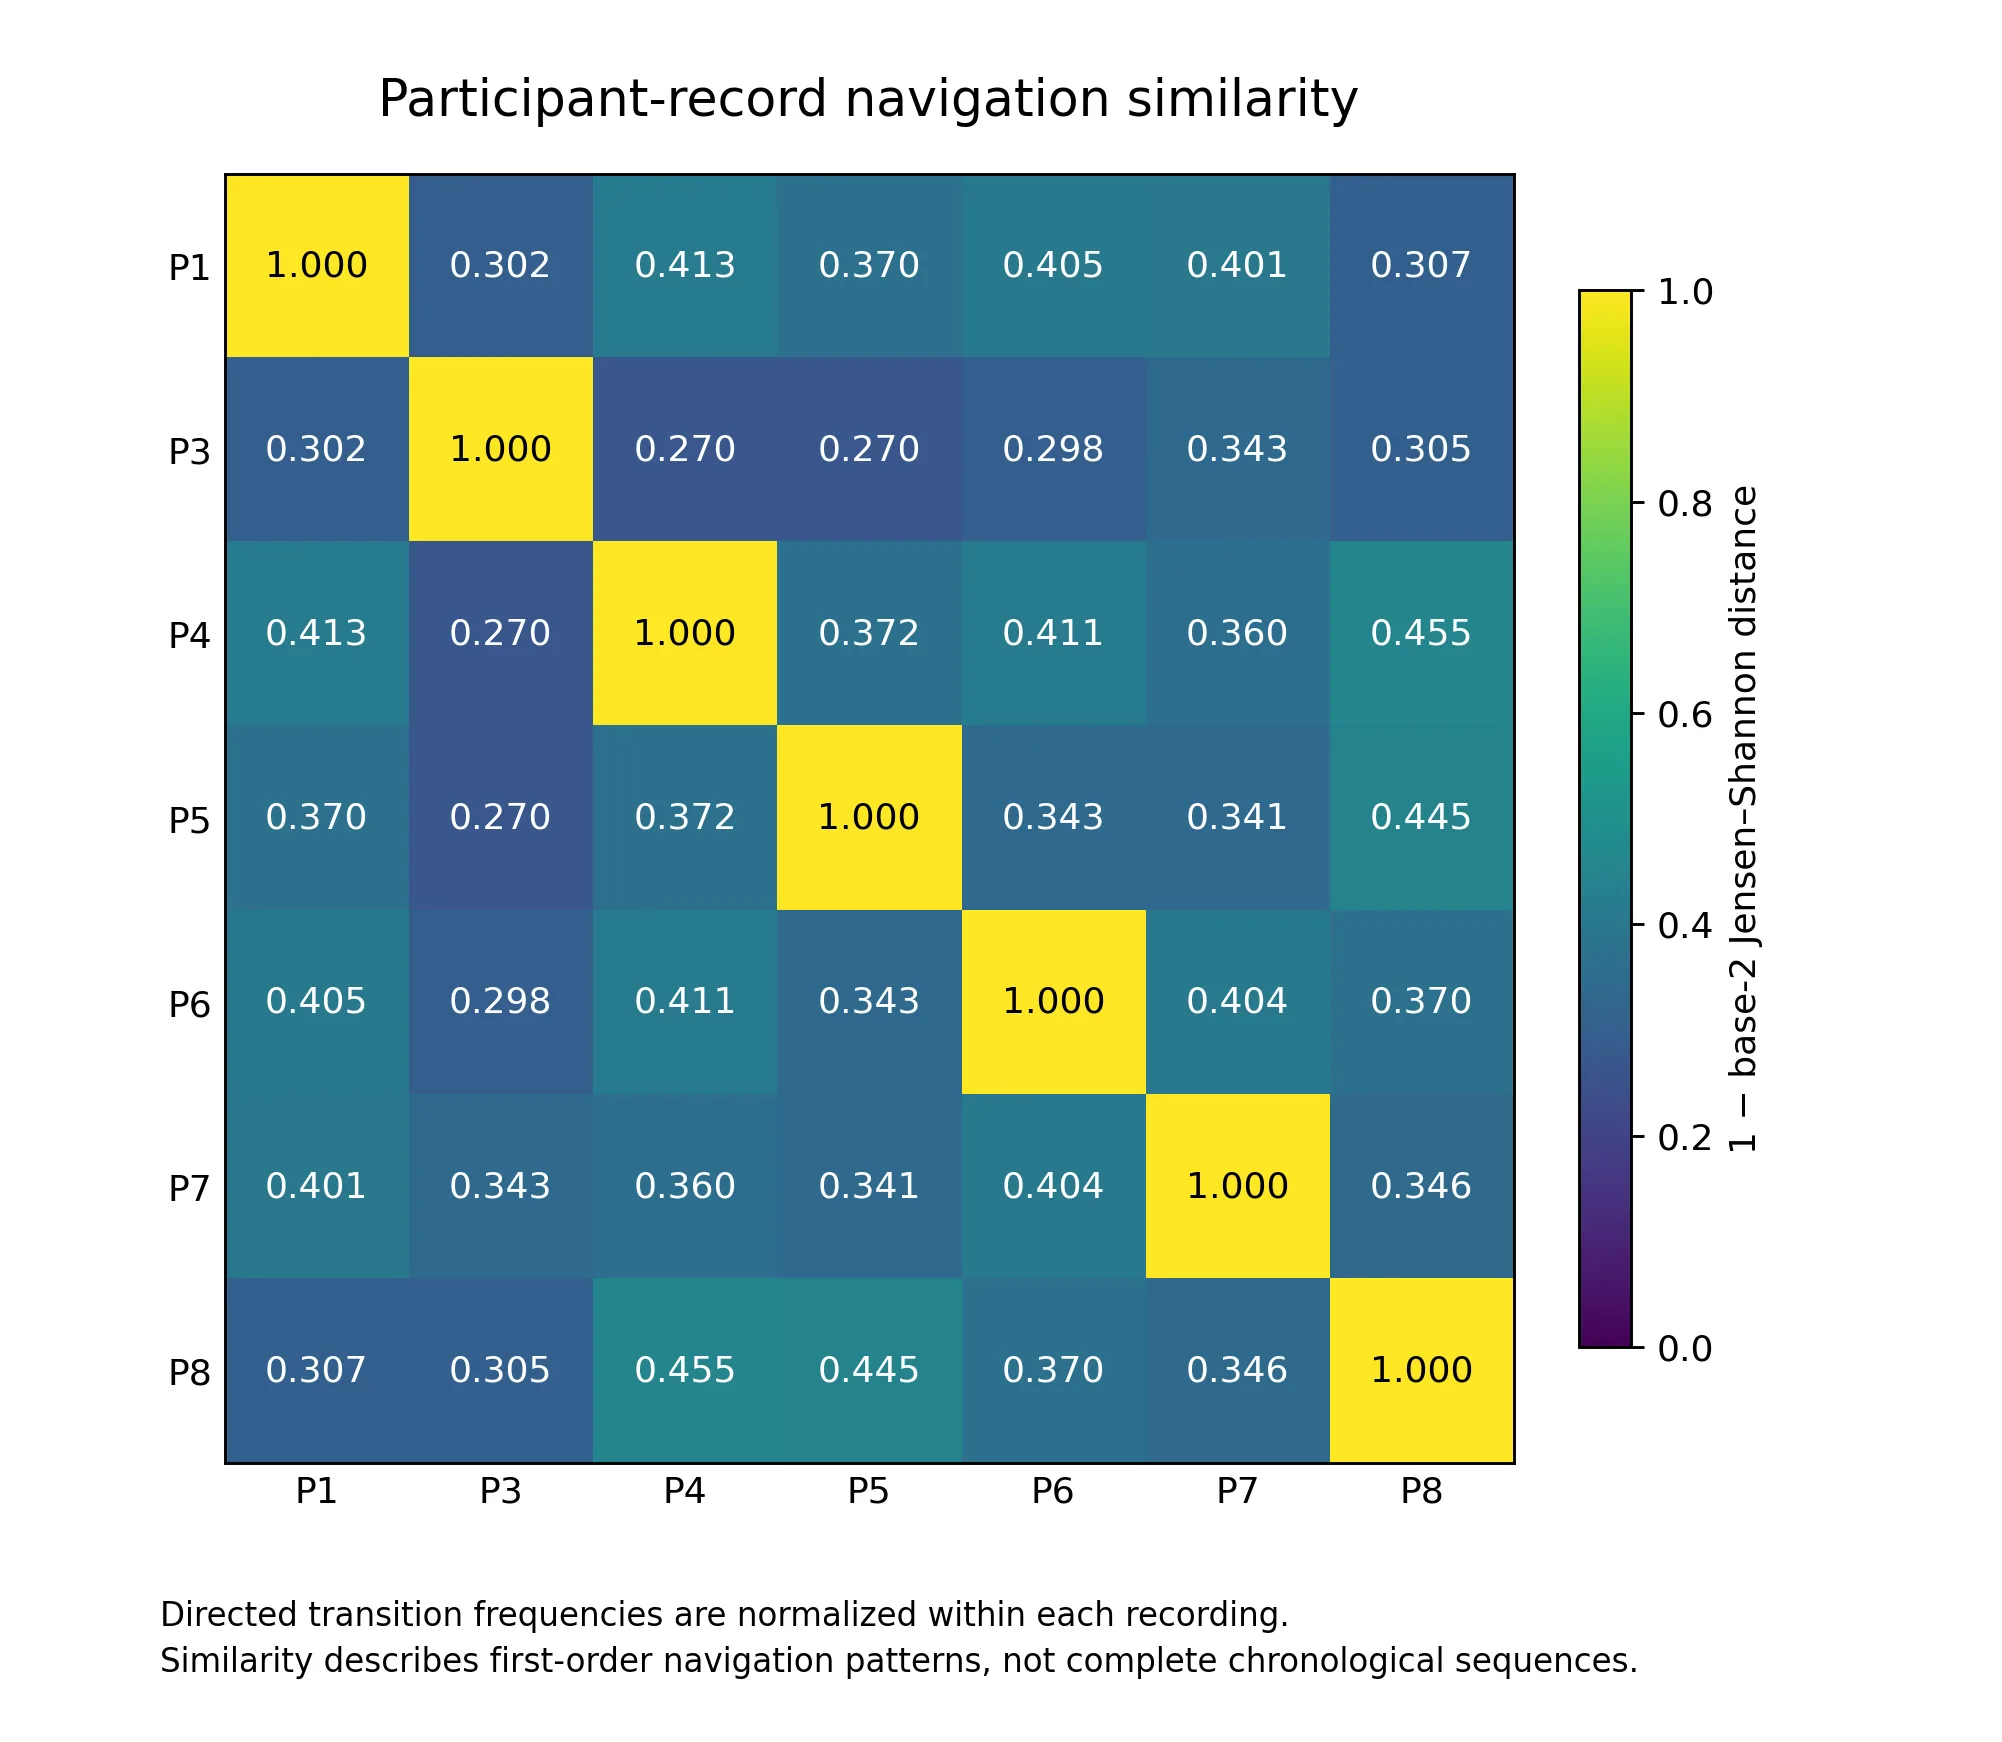 Participant-record navigation similarity
P1 1.000 0.302 0.413 0.370 0.405 0.401 0.307
P3 0.302 1.000 0.270 0.270 0.298 0.343 0.305
P4 0.413 0.270 1.000 0.372 0.411 0.360 0.455
P5 0.370 0.270 0.372 1.000 0.343 0.341 0.445
P6 0.405 0.298 0.411 0.343 1.000 0.404 0.370
P7 0.401 0.343 0.360 0.341 0.404 1.000 0.346
P8 0.307 0.305 0.455 0.445 0.370 0.346 1.000
P1 P3 P4 P5 P6 P7 P8
1.0
0.8
0.6
0.4
0.2
0.0
1 − base-2 Jensen–Shannon distance
Directed transition frequencies are normalized within each recording.
Similarity describes first-order navigation patterns, not complete chronological sequences.